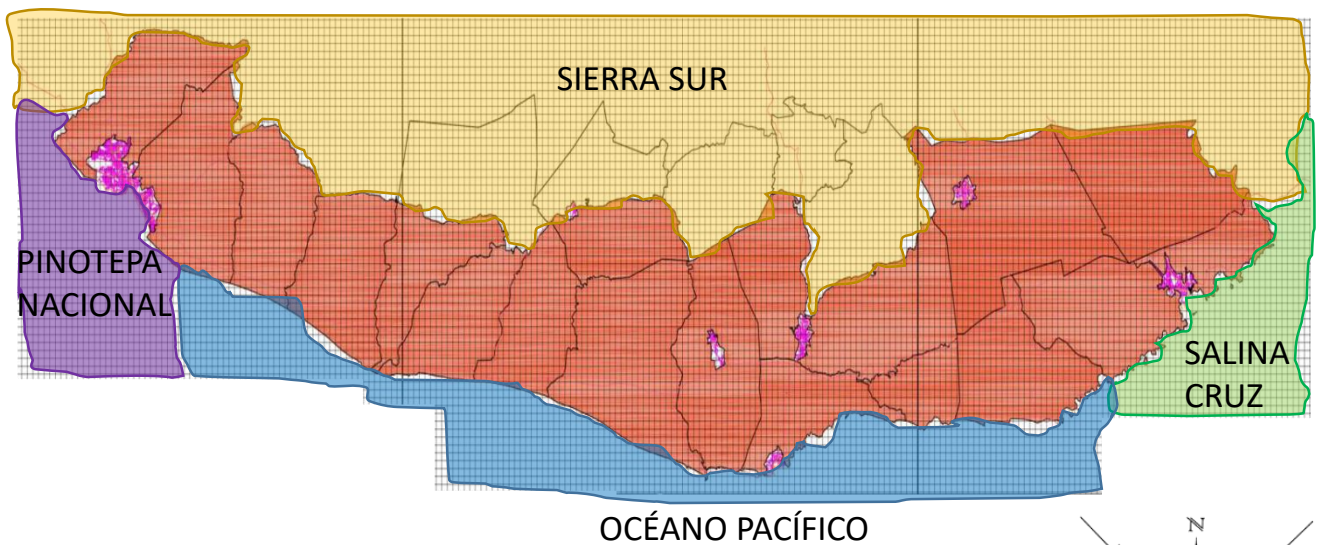 SIERRA SUR
PINOTEPA
NACIONAL
SALINA
CRUZ
OCÉANO PACÍFICO
N